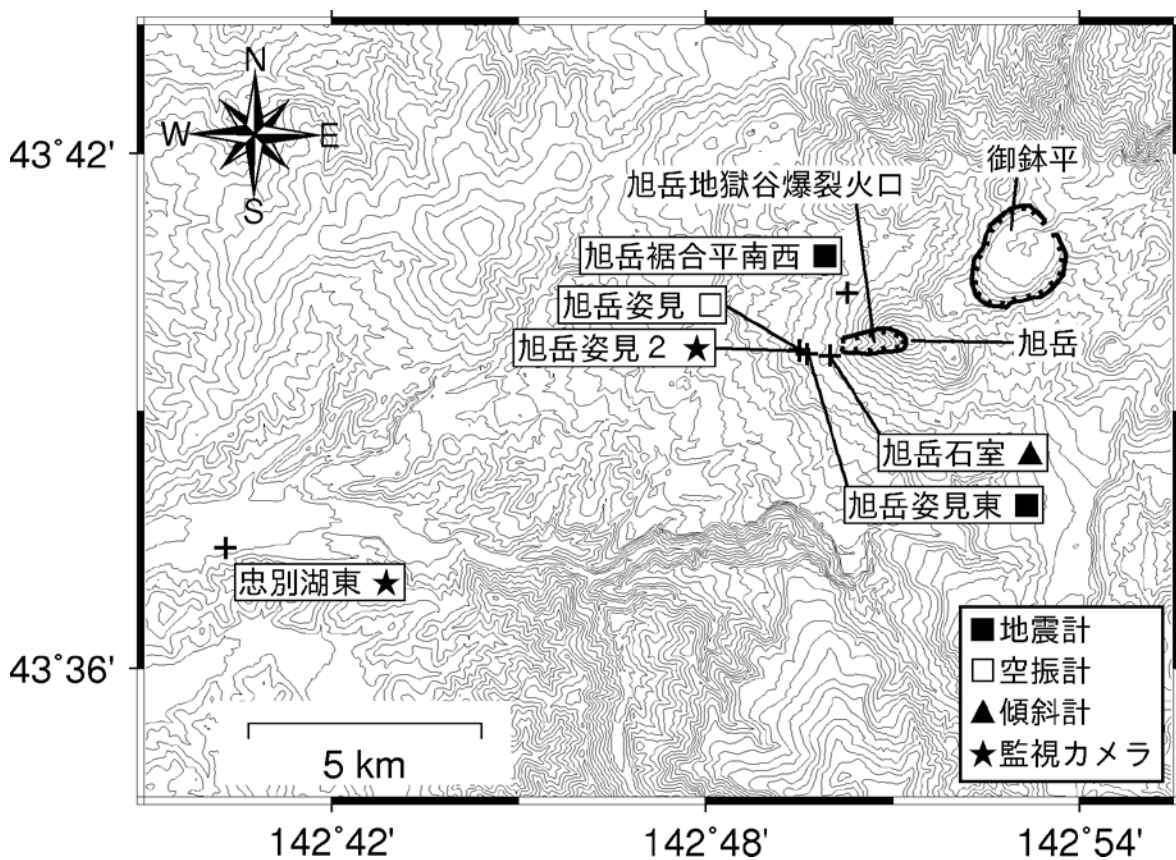 N
W E
S
43°42'
御鉢平
旭岳地獄谷爆裂火口
旭岳裾合平南西 ■
旭岳姿見 □
旭岳姿見２ ★
旭岳
旭岳石室 ▲
旭岳姿見東 ■
忠別湖東 ★
43°36'
■地震計
□空振計
▲傾斜計
★監視カメラ
5 km
142°42' 142°48' 142°54'